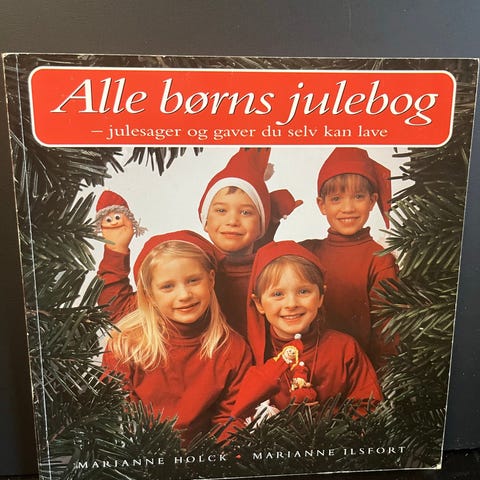 Alle børns julebog
– julesager og gaver du selv kan lave
MARIANNE HOLCK • MARIANNE ILSFORT